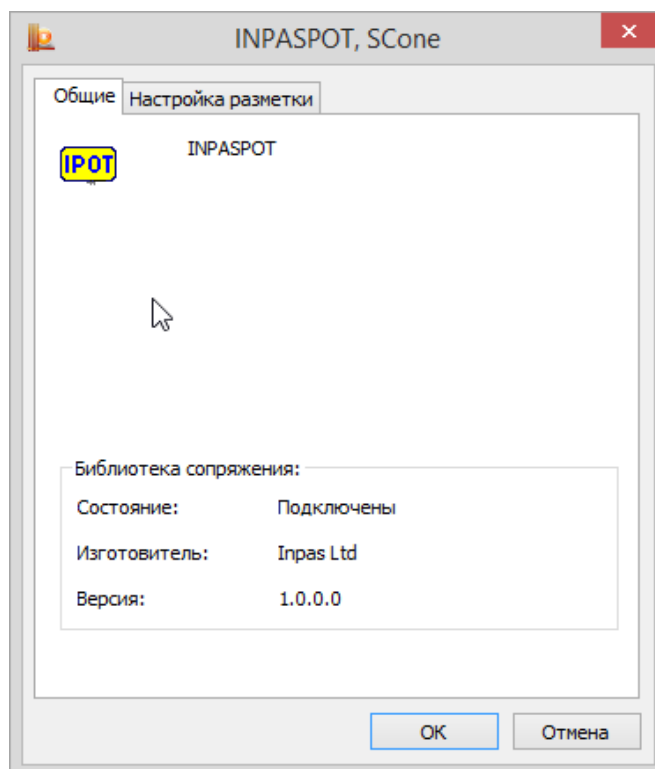 INPASPOT, SCone
Общие
Настройка разметки
IPOT
INPASPOT
Библиотека сопряжения:
Состояние: Подключены
Изготовитель: Inpas Ltd
Версия: 1.0.0.0
ОК
Отмена